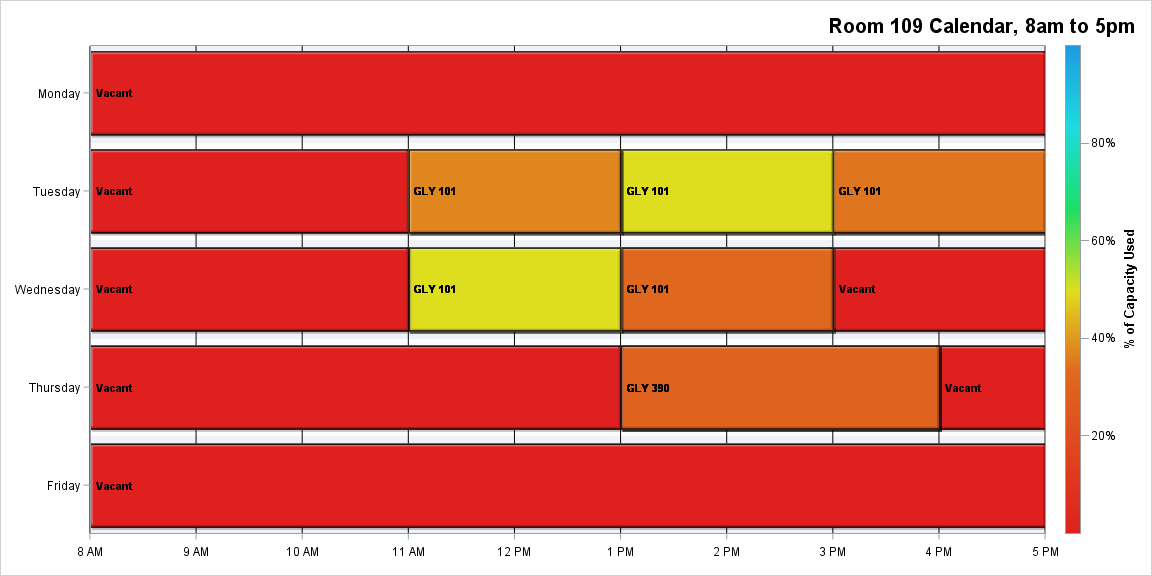 Room 109 Calendar, 8am to 5pm
Monday
Vacant
Tuesday
Vacant
GLY 101
GLY 101
GLY 101
Wednesday
Vacant
GLY 101
GLY 101
Vacant
Thursday
Vacant
GLY 390
Vacant
Friday
Vacant
8 AM
9 AM
10 AM
11 AM
12 PM
1 PM
2 PM
3 PM
4 PM
5 PM
80%
60%
40%
20%
% of Capacity Used